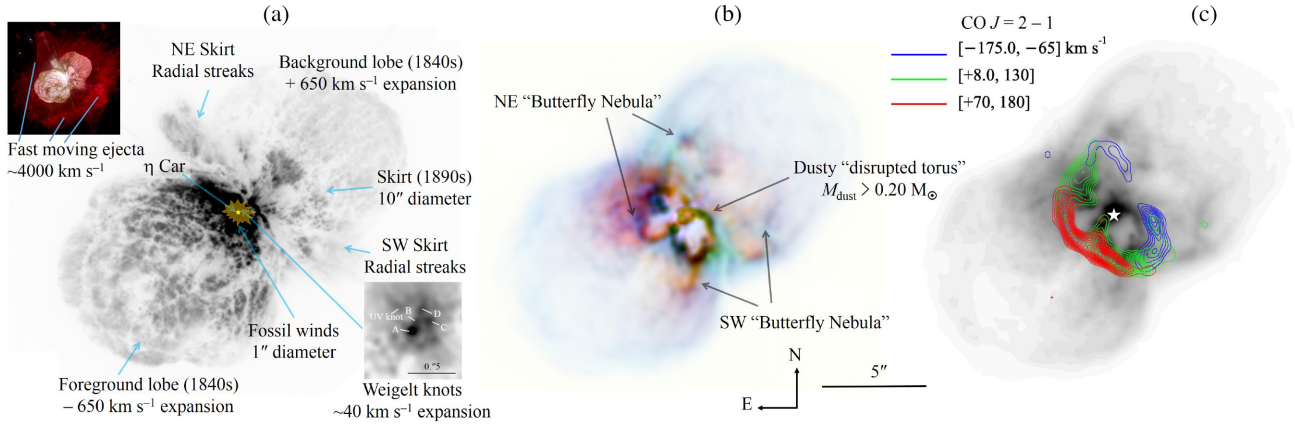 (a)
NE Skirt
Radial streaks
Background lobe (1840s)
+ 650 km s⁻¹ expansion
Fast moving ejecta
~4000 km s⁻¹
η Car
Skirt (1890s)
10″ diameter
SW Skirt
Radial streaks
Fossil winds
1″ diameter
UV knot
B
D
A
C
0.″5
Weigelt knots
~40 km s⁻¹ expansion
Foreground lobe (1840s)
− 650 km s⁻¹ expansion
(b)
NE “Butterfly Nebula”
Dusty “disrupted torus”
M_dust > 0.20 M_☉
SW “Butterfly Nebula”
N
E
5″
(c)
CO J = 2 − 1
[−175.0, −65] km s⁻¹
[+8.0, 130]
[+70, 180]